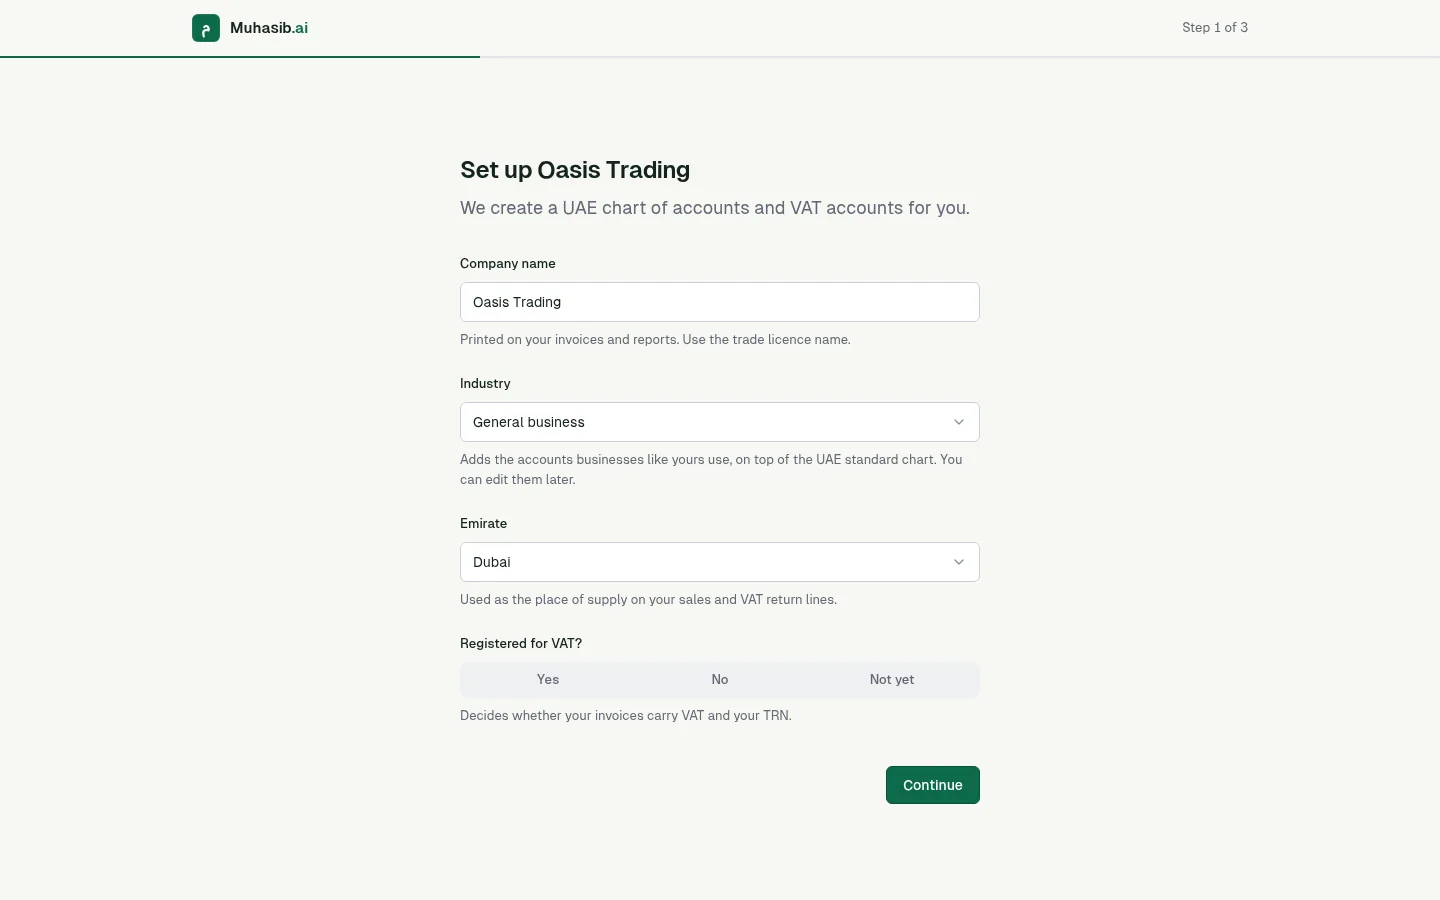 م
Muhasib.ai
Step 1 of 3
Set up Oasis Trading
We create a UAE chart of accounts and VAT accounts for you.
Company name
Oasis Trading
Printed on your invoices and reports. Use the trade licence name.
Industry
General business
Adds the accounts businesses like yours use, on top of the UAE standard chart. You
can edit them later.
Emirate
Dubai
Used as the place of supply on your sales and VAT return lines.
Registered for VAT?
Yes
No
Not yet
Decides whether your invoices carry VAT and your TRN.
Continue